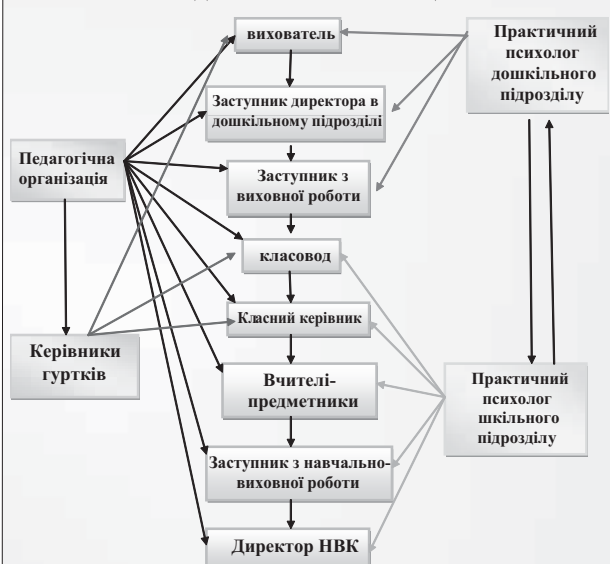 вихователь
Практичний
психолог
дошкільного
підрозділу
Заступник директора в
дошкільному підрозділі
Педагогічна
організація
Заступник з
виховної роботи
класовод
Класний керівник
Керівники
гуртків
Вчителі-
предметники
Практичний
психолог
шкільного
підрозділу
Заступник з навчально-
виховної роботи
Директор НВК